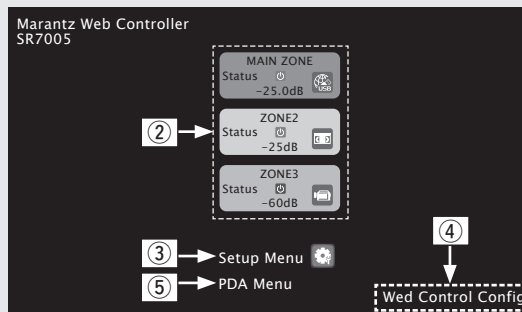 Marantz Web Controller
SR7005
MAIN ZONE
Status
USB
-25.0dB
ZONE2
② Status
-25dB
ZONE3
Status
-60dB
④
③ Setup Menu
⑤ PDA Menu
Wed Control Config